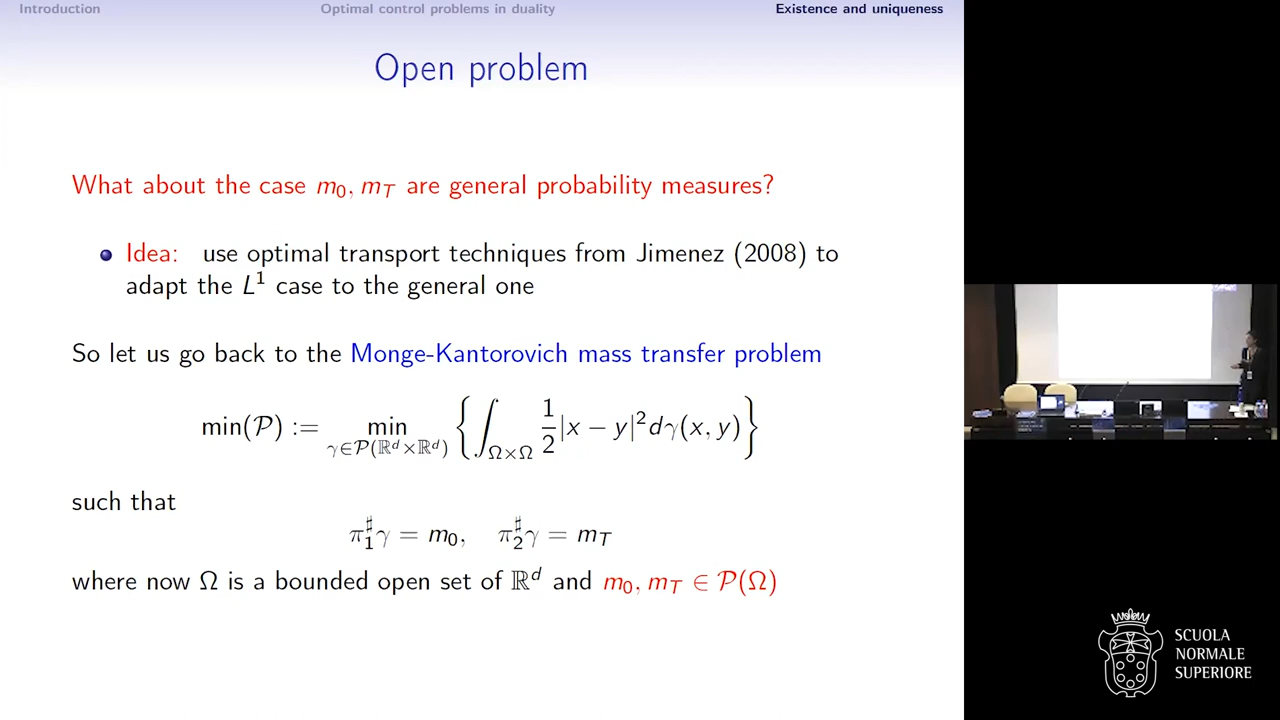 Introduction Optimal control problems in duality Existence and uniqueness
Open problem
What about the case m₀, m_T are general probability measures?
Idea: use optimal transport techniques from Jimenez (2008) to
adapt the L¹ case to the general one
So let us go back to the Monge-Kantorovich mass transfer problem
min(𝒫) := min_{γ∈𝒫(ℝᵈ×ℝᵈ)} { ∫_{Ω×Ω} 1/2 |x − y|² dγ(x, y) }
such that
π₁^♯ γ = m₀, π₂^♯ γ = m_T
where now Ω is a bounded open set of ℝᵈ and m₀, m_T ∈ 𝒫(Ω)
SCUOLA
NORMALE
SUPERIORE